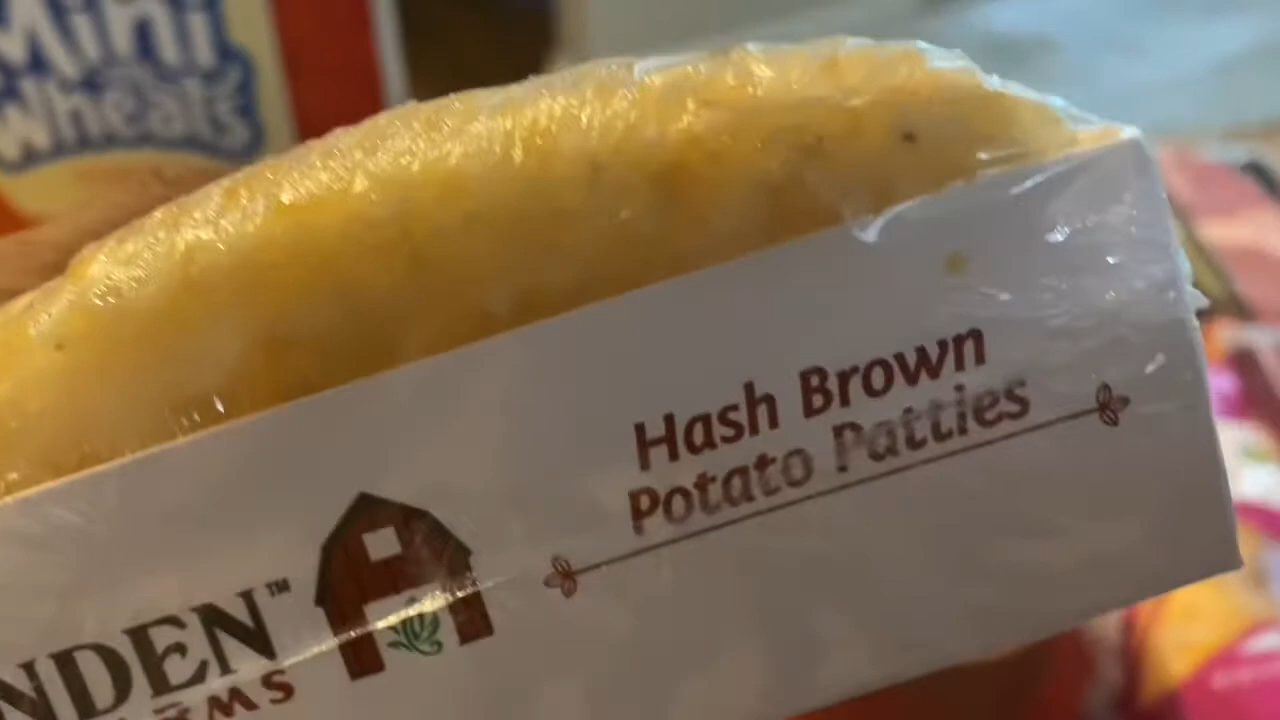 Mini
Wheats
Hash Brown
Potato Patties
NDEN™